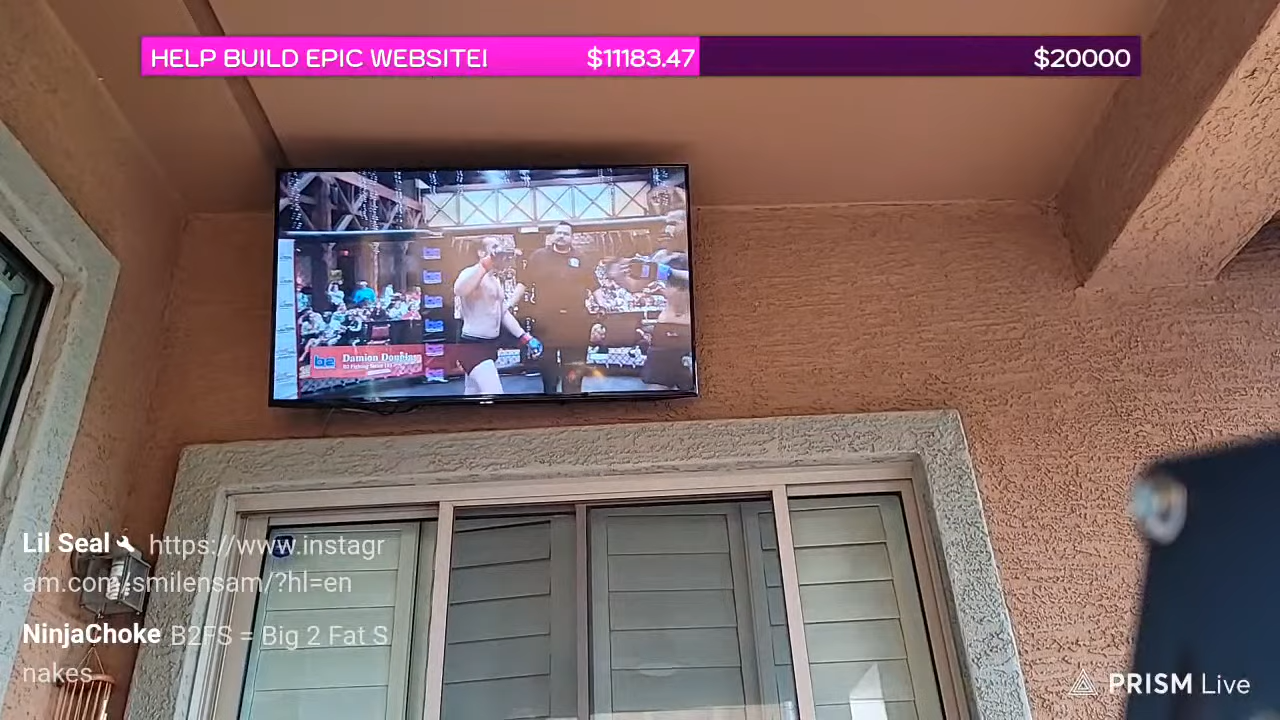 HELP BUILD EPIC WEBSITE! $11183.47 $20000
b2 Damion Douglas
Lil Seal https://www.instagr
am.com/smilensam/?hl=en
NinjaChoke B2FS = Big 2 Fat S
nakes
PRISM Live